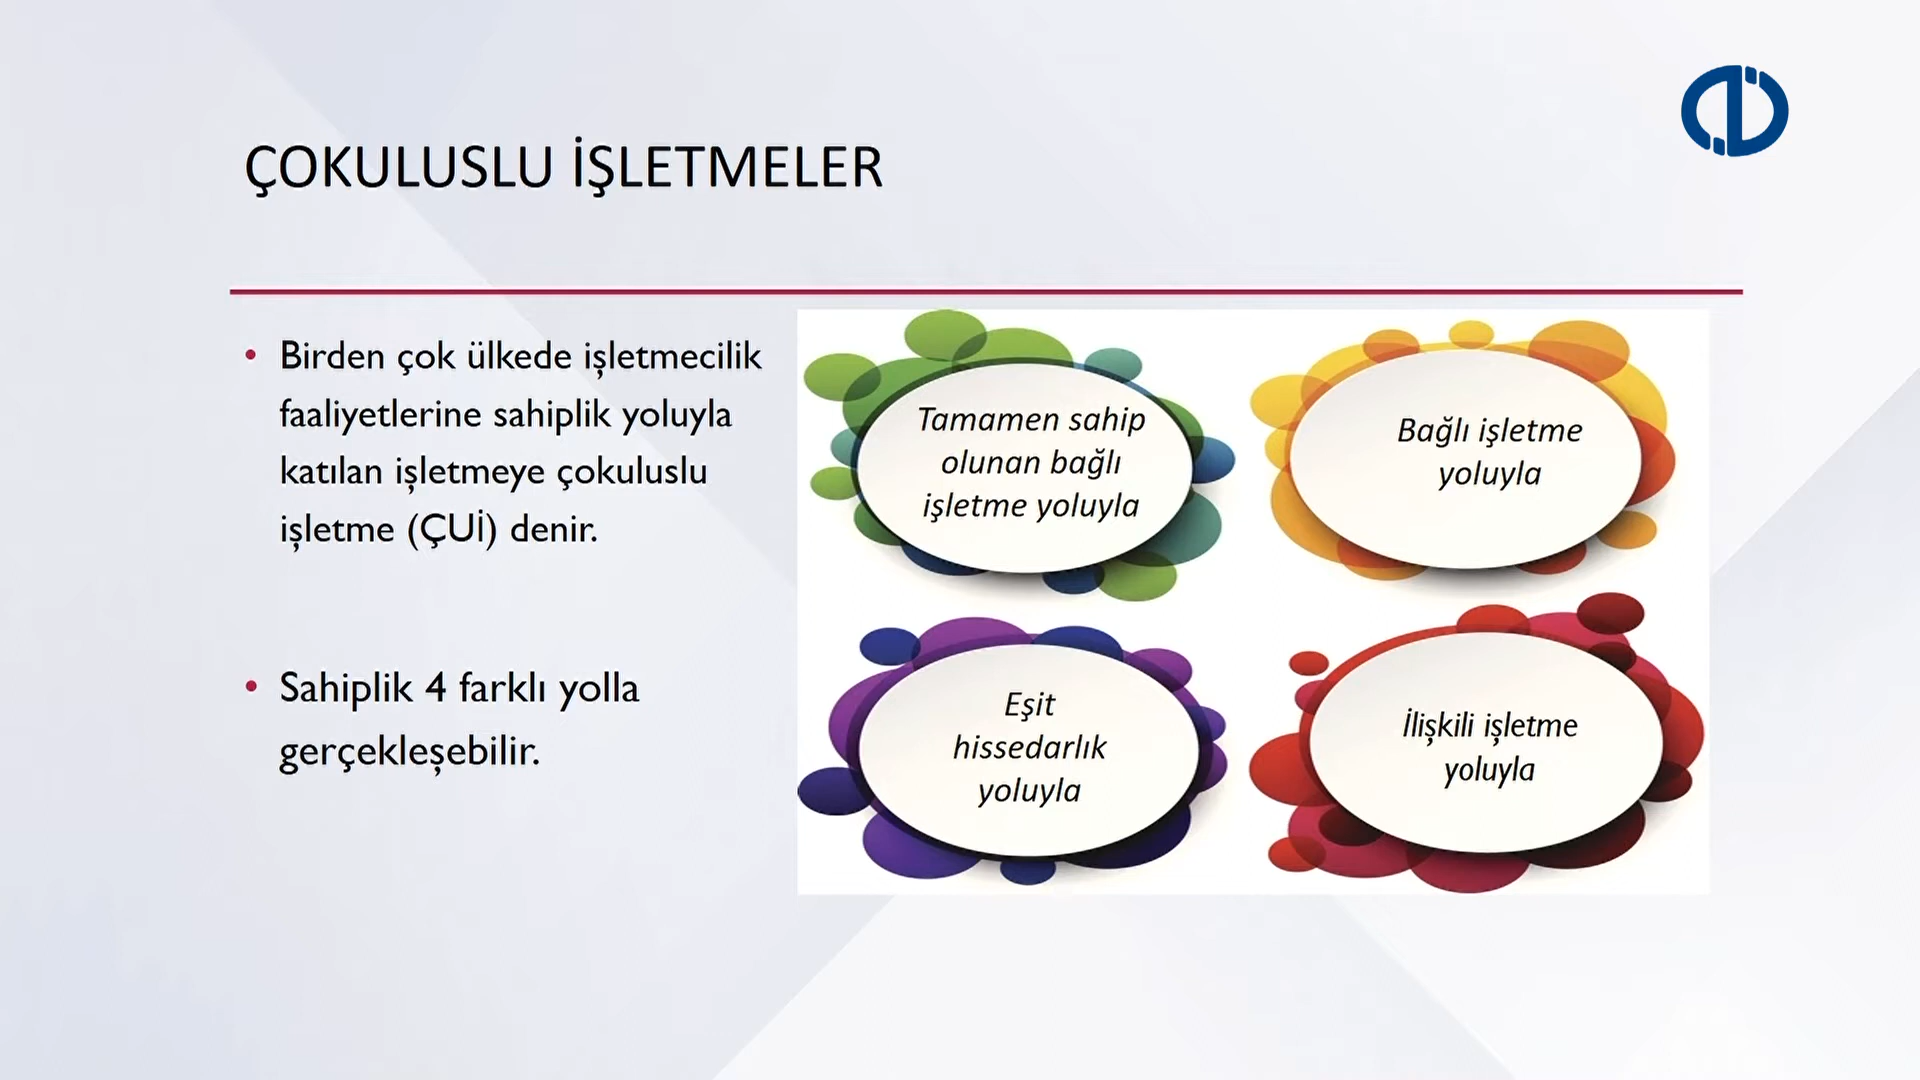 ÇOKULUSLU İŞLETMELER
• Birden çok ülkede işletmecilik
faaliyetlerine sahiplik yoluyla
katılan işletmeye çokuluslu
işletme (ÇUİ) denir.
• Sahiplik 4 farklı yolla
gerçekleşebilir.
Tamamen sahip
olunan bağlı
işletme yoluyla
Bağlı işletme
yoluyla
Eşit
hissedarlık
yoluyla
İlişkili işletme
yoluyla